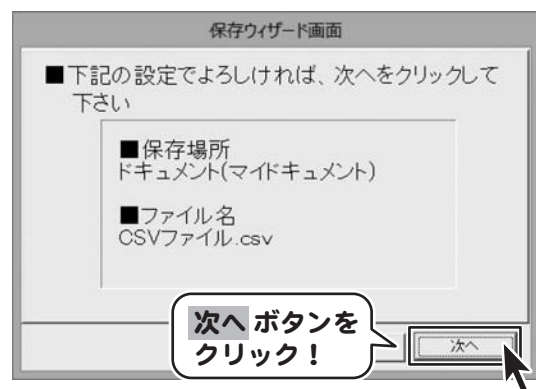 保存ウィザード画面
■下記の設定でよろしければ、次へをクリックして
下さい
■保存場所
ドキュメント(マイドキュメント)
■ファイル名
CSVファイル.csv
次へ ボタンを
クリック！
次へ